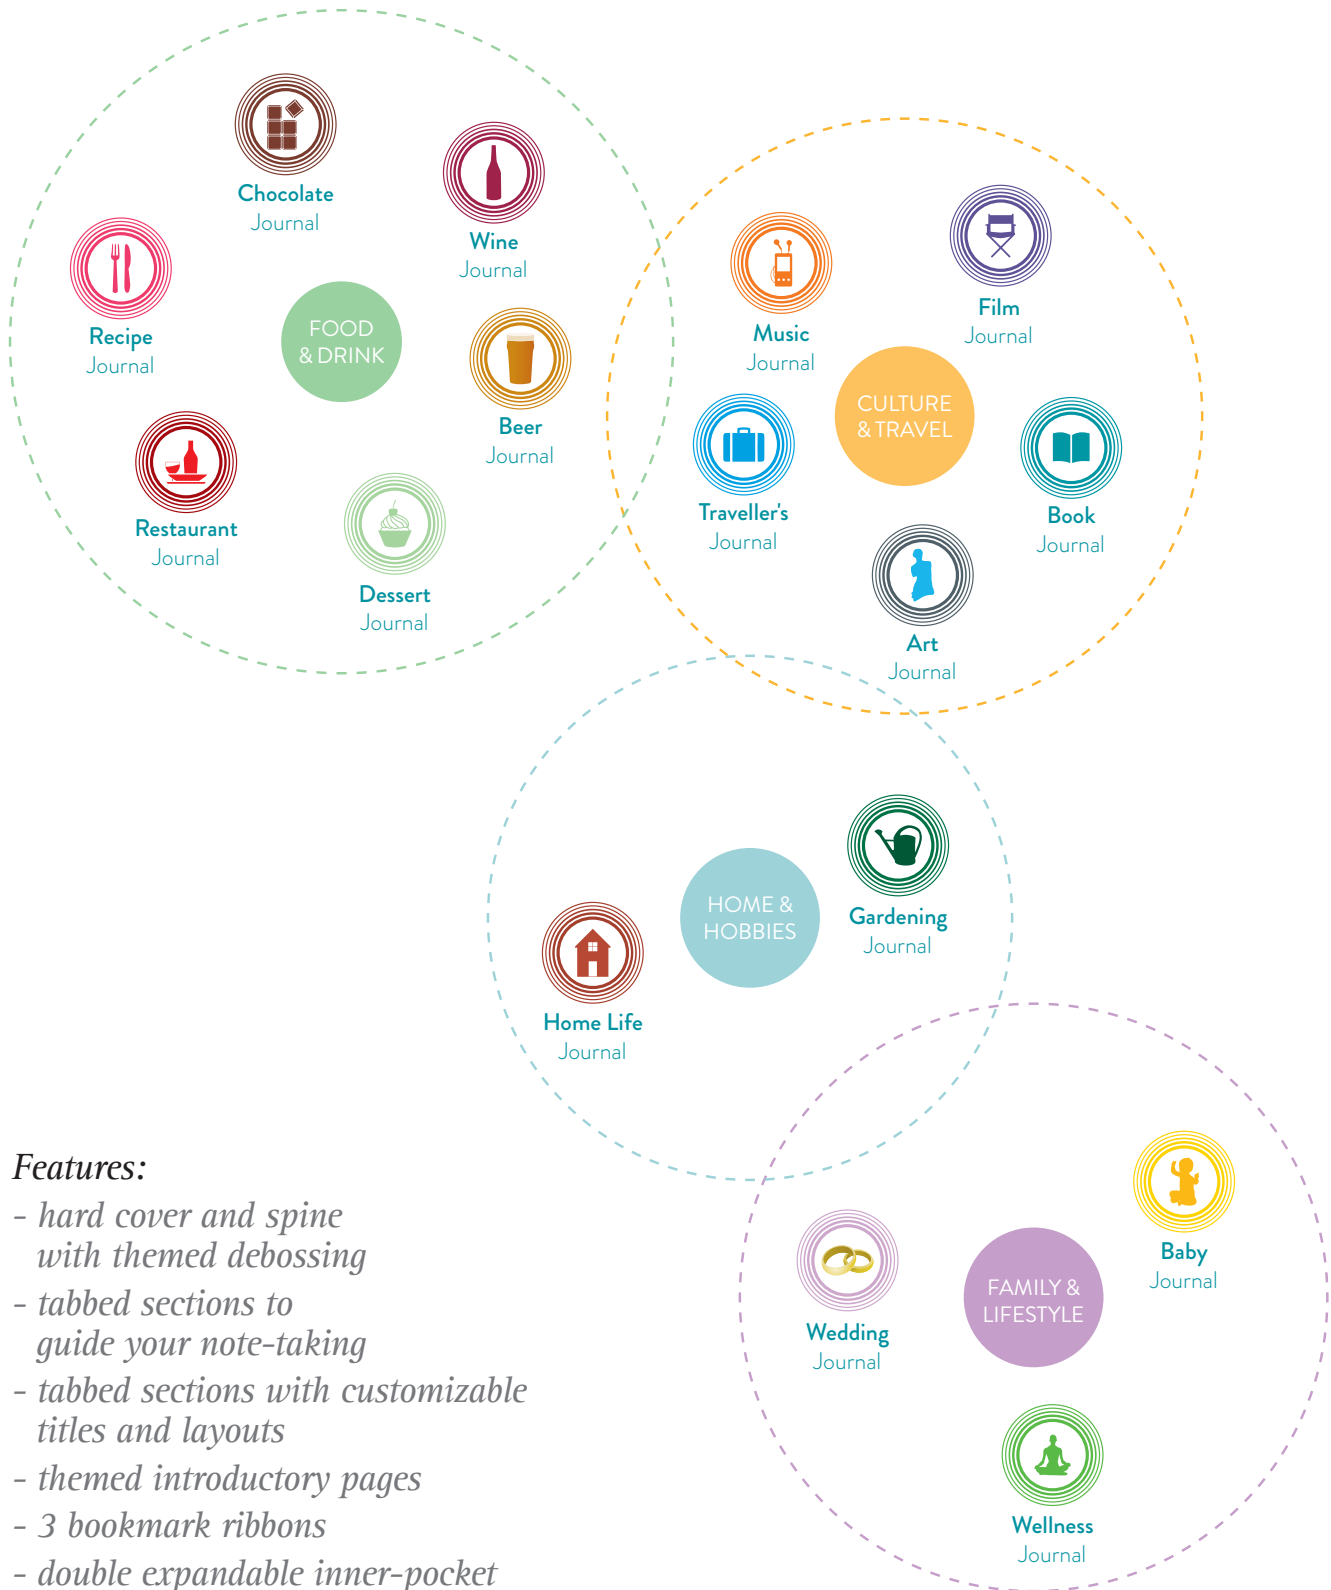 Chocolate
Journal
Wine
Journal
Recipe
Journal
FOOD
& DRINK
Beer
Journal
Restaurant
Journal
Dessert
Journal
Music
Journal
Film
Journal
CULTURE
& TRAVEL
Traveller's
Journal
Book
Journal
Art
Journal
HOME &
HOBBIES
Gardening
Journal
Home Life
Journal
Baby
Journal
FAMILY &
LIFESTYLE
Wedding
Journal
Wellness
Journal
Features:
- hard cover and spine
with themed debossing
- tabbed sections to
guide your note-taking
- tabbed sections with customizable
titles and layouts
- themed introductory pages
- 3 bookmark ribbons
- double expandable inner-pocket